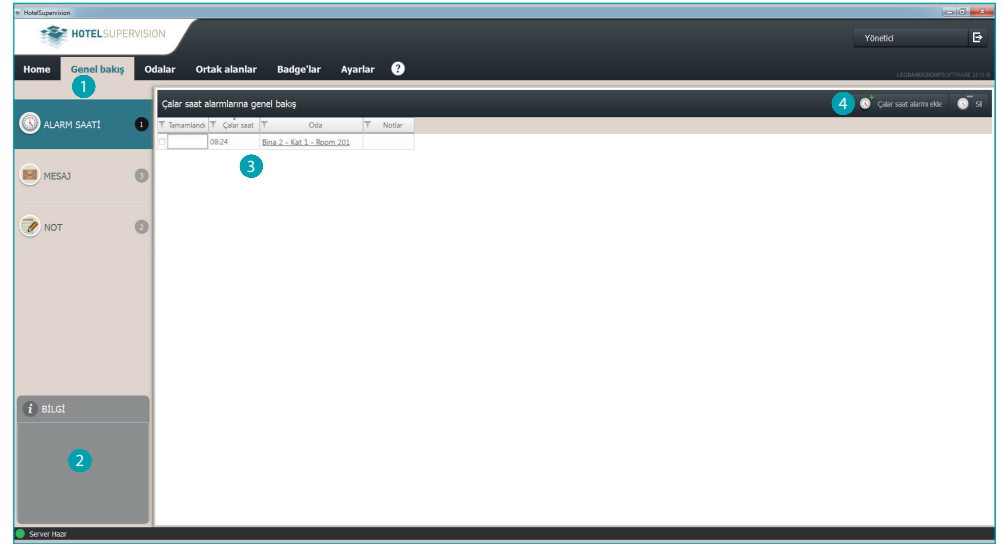 HotelSupervision
HOTELSUPERVISION
Yönetici
Home Genel bakış Odalar Ortak alanlar Badge'lar Ayarlar ?
LEGRANDGROUPSOFTWARE 2015 ©
1
Çalar saat alarmlarına genel bakış
4 Çalar saat alarmı ekle Sil
ALARM SAATİ 1
Tamamlandı Çalar saat Oda Notlar
08:24 Bina 2 - Kat 1 - Room 201
3
MESAJ 3
NOT 2
i BİLGİ
2
Server Hazır